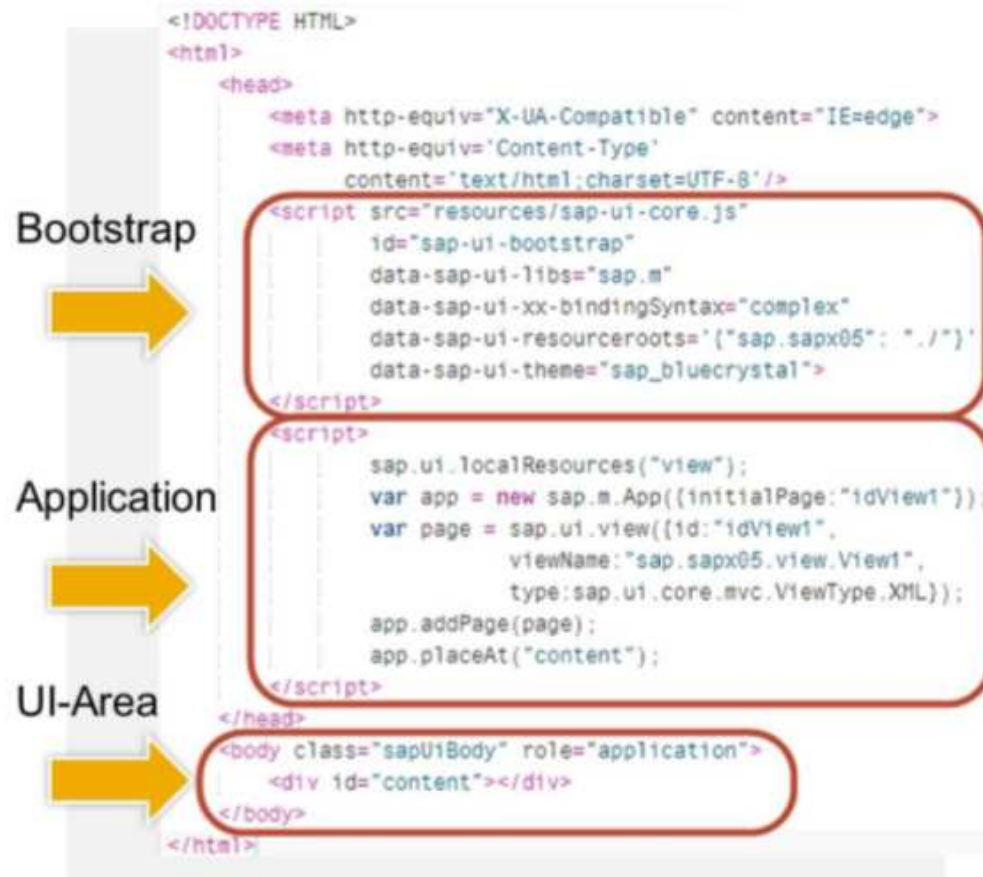 <!DOCTYPE HTML>
<html>
<head>
<meta http-equiv="X-UA-Compatible" content="IE=edge">
<meta http-equiv='Content-Type'
content='text/html;charset=UTF-8'/>
Bootstrap
<script src="resources/sap-ui-core.js"
id="sap-ui-bootstrap"
data-sap-ui-libs="sap.m"
data-sap-ui-xx-bindingSyntax="complex"
data-sap-ui-resourceroots='{"sap.sapx05": "./"}'
data-sap-ui-theme="sap_bluecrystal">
</script>
Application
<script>
sap.ui.localResources("view");
var app = new sap.m.App({initialPage:"idView1"});
var page = sap.ui.view({id:"idView1",
viewName:"sap.sapx05.view.View1",
type:sap.ui.core.mvc.ViewType.XML});
app.addPage(page);
app.placeAt("content");
</script>
</head>
UI-Area
<body class="sapUiBody" role="application">
<div id="content"></div>
</body>
</html>